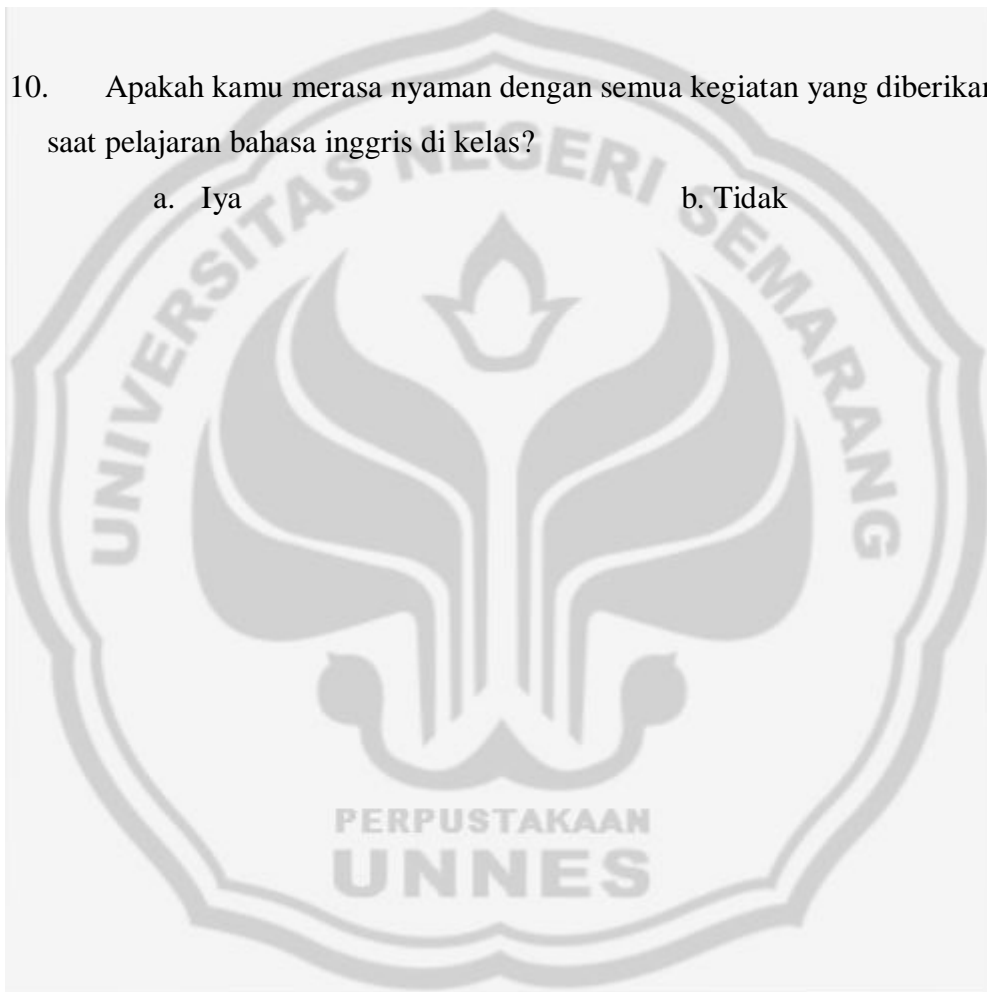 10. Apakah kamu merasa nyaman dengan semua kegiatan yang diberikan
saat pelajaran bahasa inggris di kelas?
a. Iya b. Tidak
UNIVERSITAS NEGERI SEMARANG
PERPUSTAKAAN
UNNES